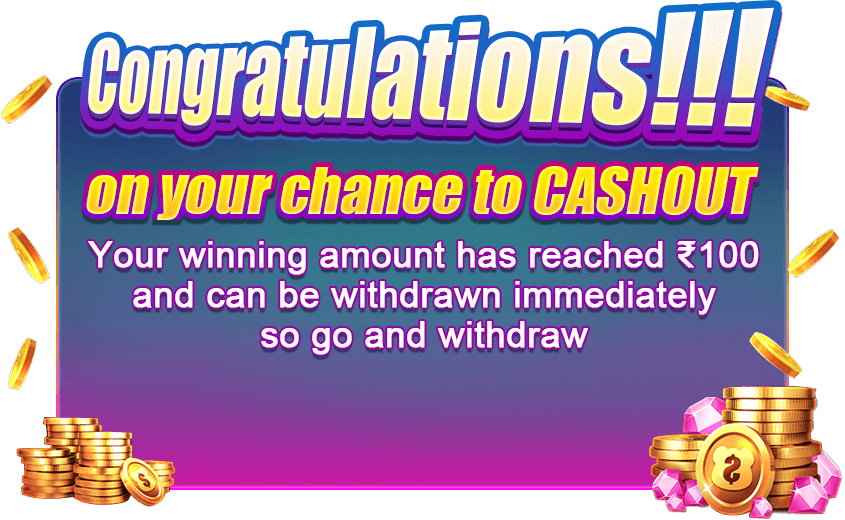 Congratulations!!!
on your chance to CASHOUT
Your winning amount has reached ₹100
and can be withdrawn immediately
so go and withdraw
$